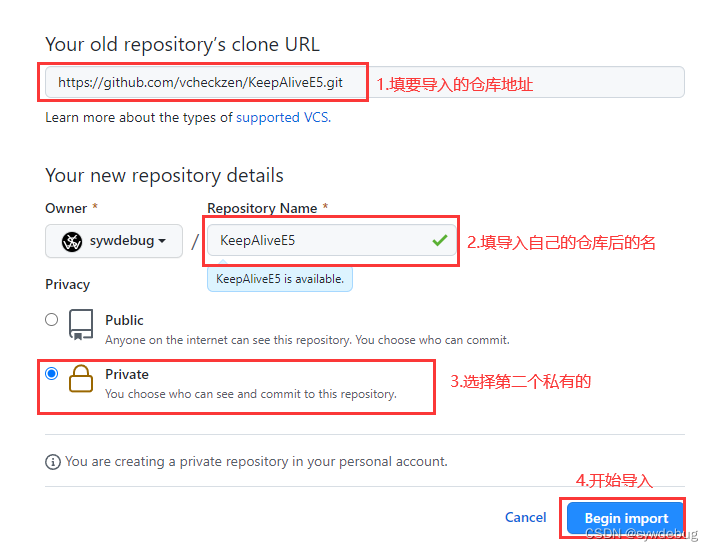 Your old repository's clone URL
https://github.com/vcheckzen/KeepAliveE5.git
1.填要导入的仓库地址
Learn more about the types of supported VCS.
Your new repository details
Owner *
Repository Name *
sywdebug
/
KeepAliveE5
2.填导入自己的仓库后的名
KeepAliveE5 is available.
Privacy
Public
Anyone on the internet can see this repository. You choose who can commit.
Private
You choose who can see and commit to this repository.
3.选择第二个私有的
You are creating a private repository in your personal account.
4.开始导入
Cancel
Begin import
CSDN @sywdebug